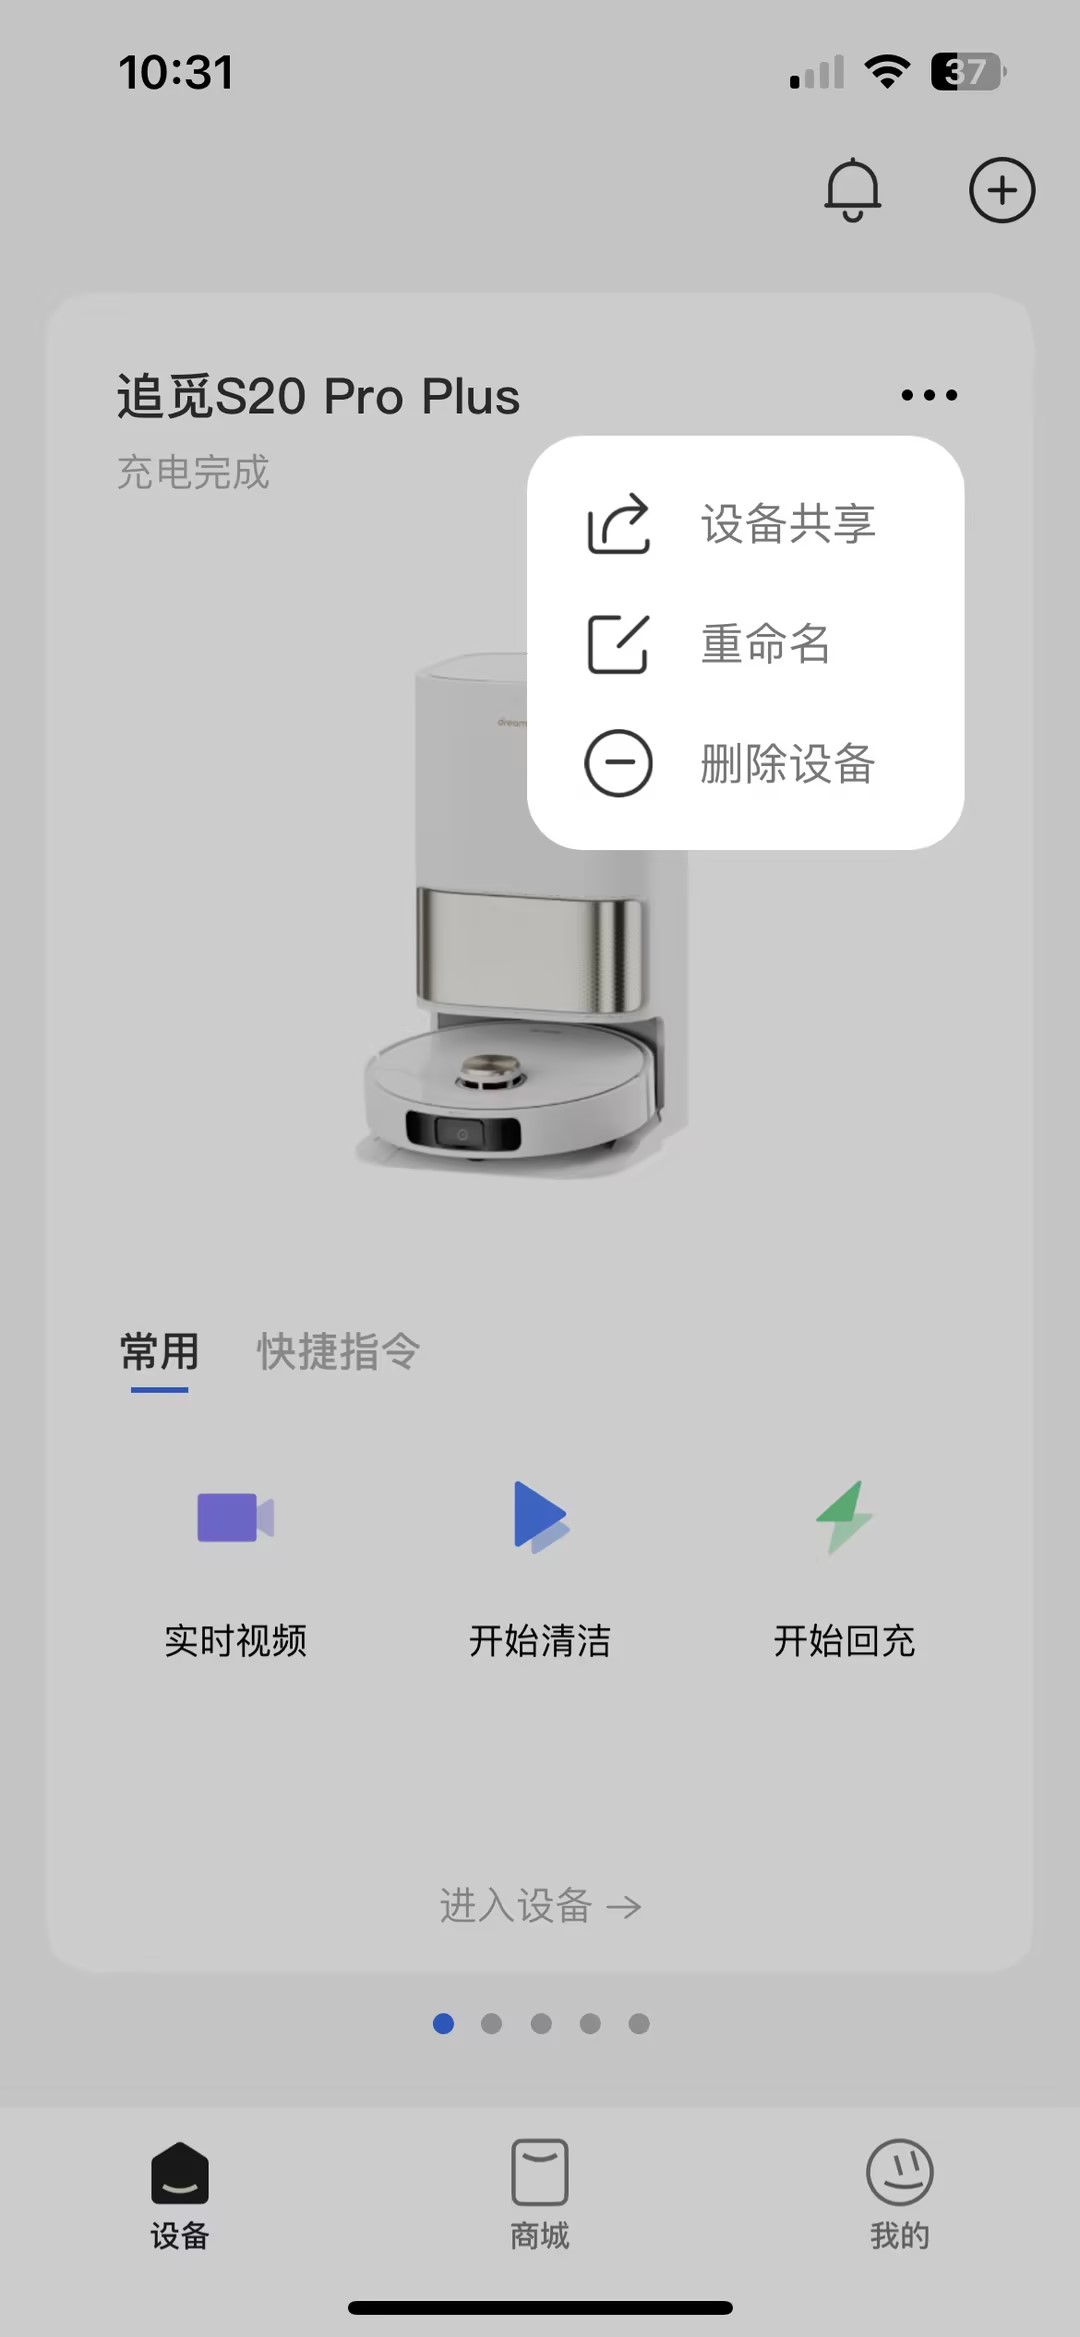 10:31
37
追觅S20 Pro Plus
充电完成
设备共享
重命名
删除设备
常用 快捷指令
实时视频 开始清洁 开始回充
进入设备 →
设备 商城 我的